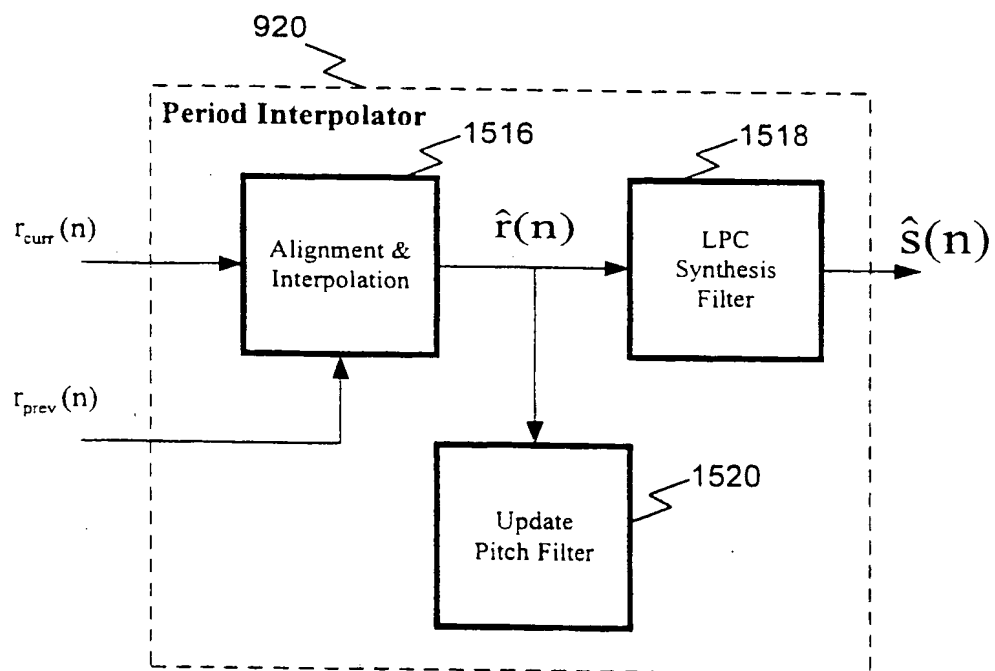 920
Period Interpolator
1516
1518
r_curr(n)
Alignment &
Interpolation
r̂(n)
LPC
Synthesis
Filter
ŝ(n)
r_prev(n)
1520
Update
Pitch Filter